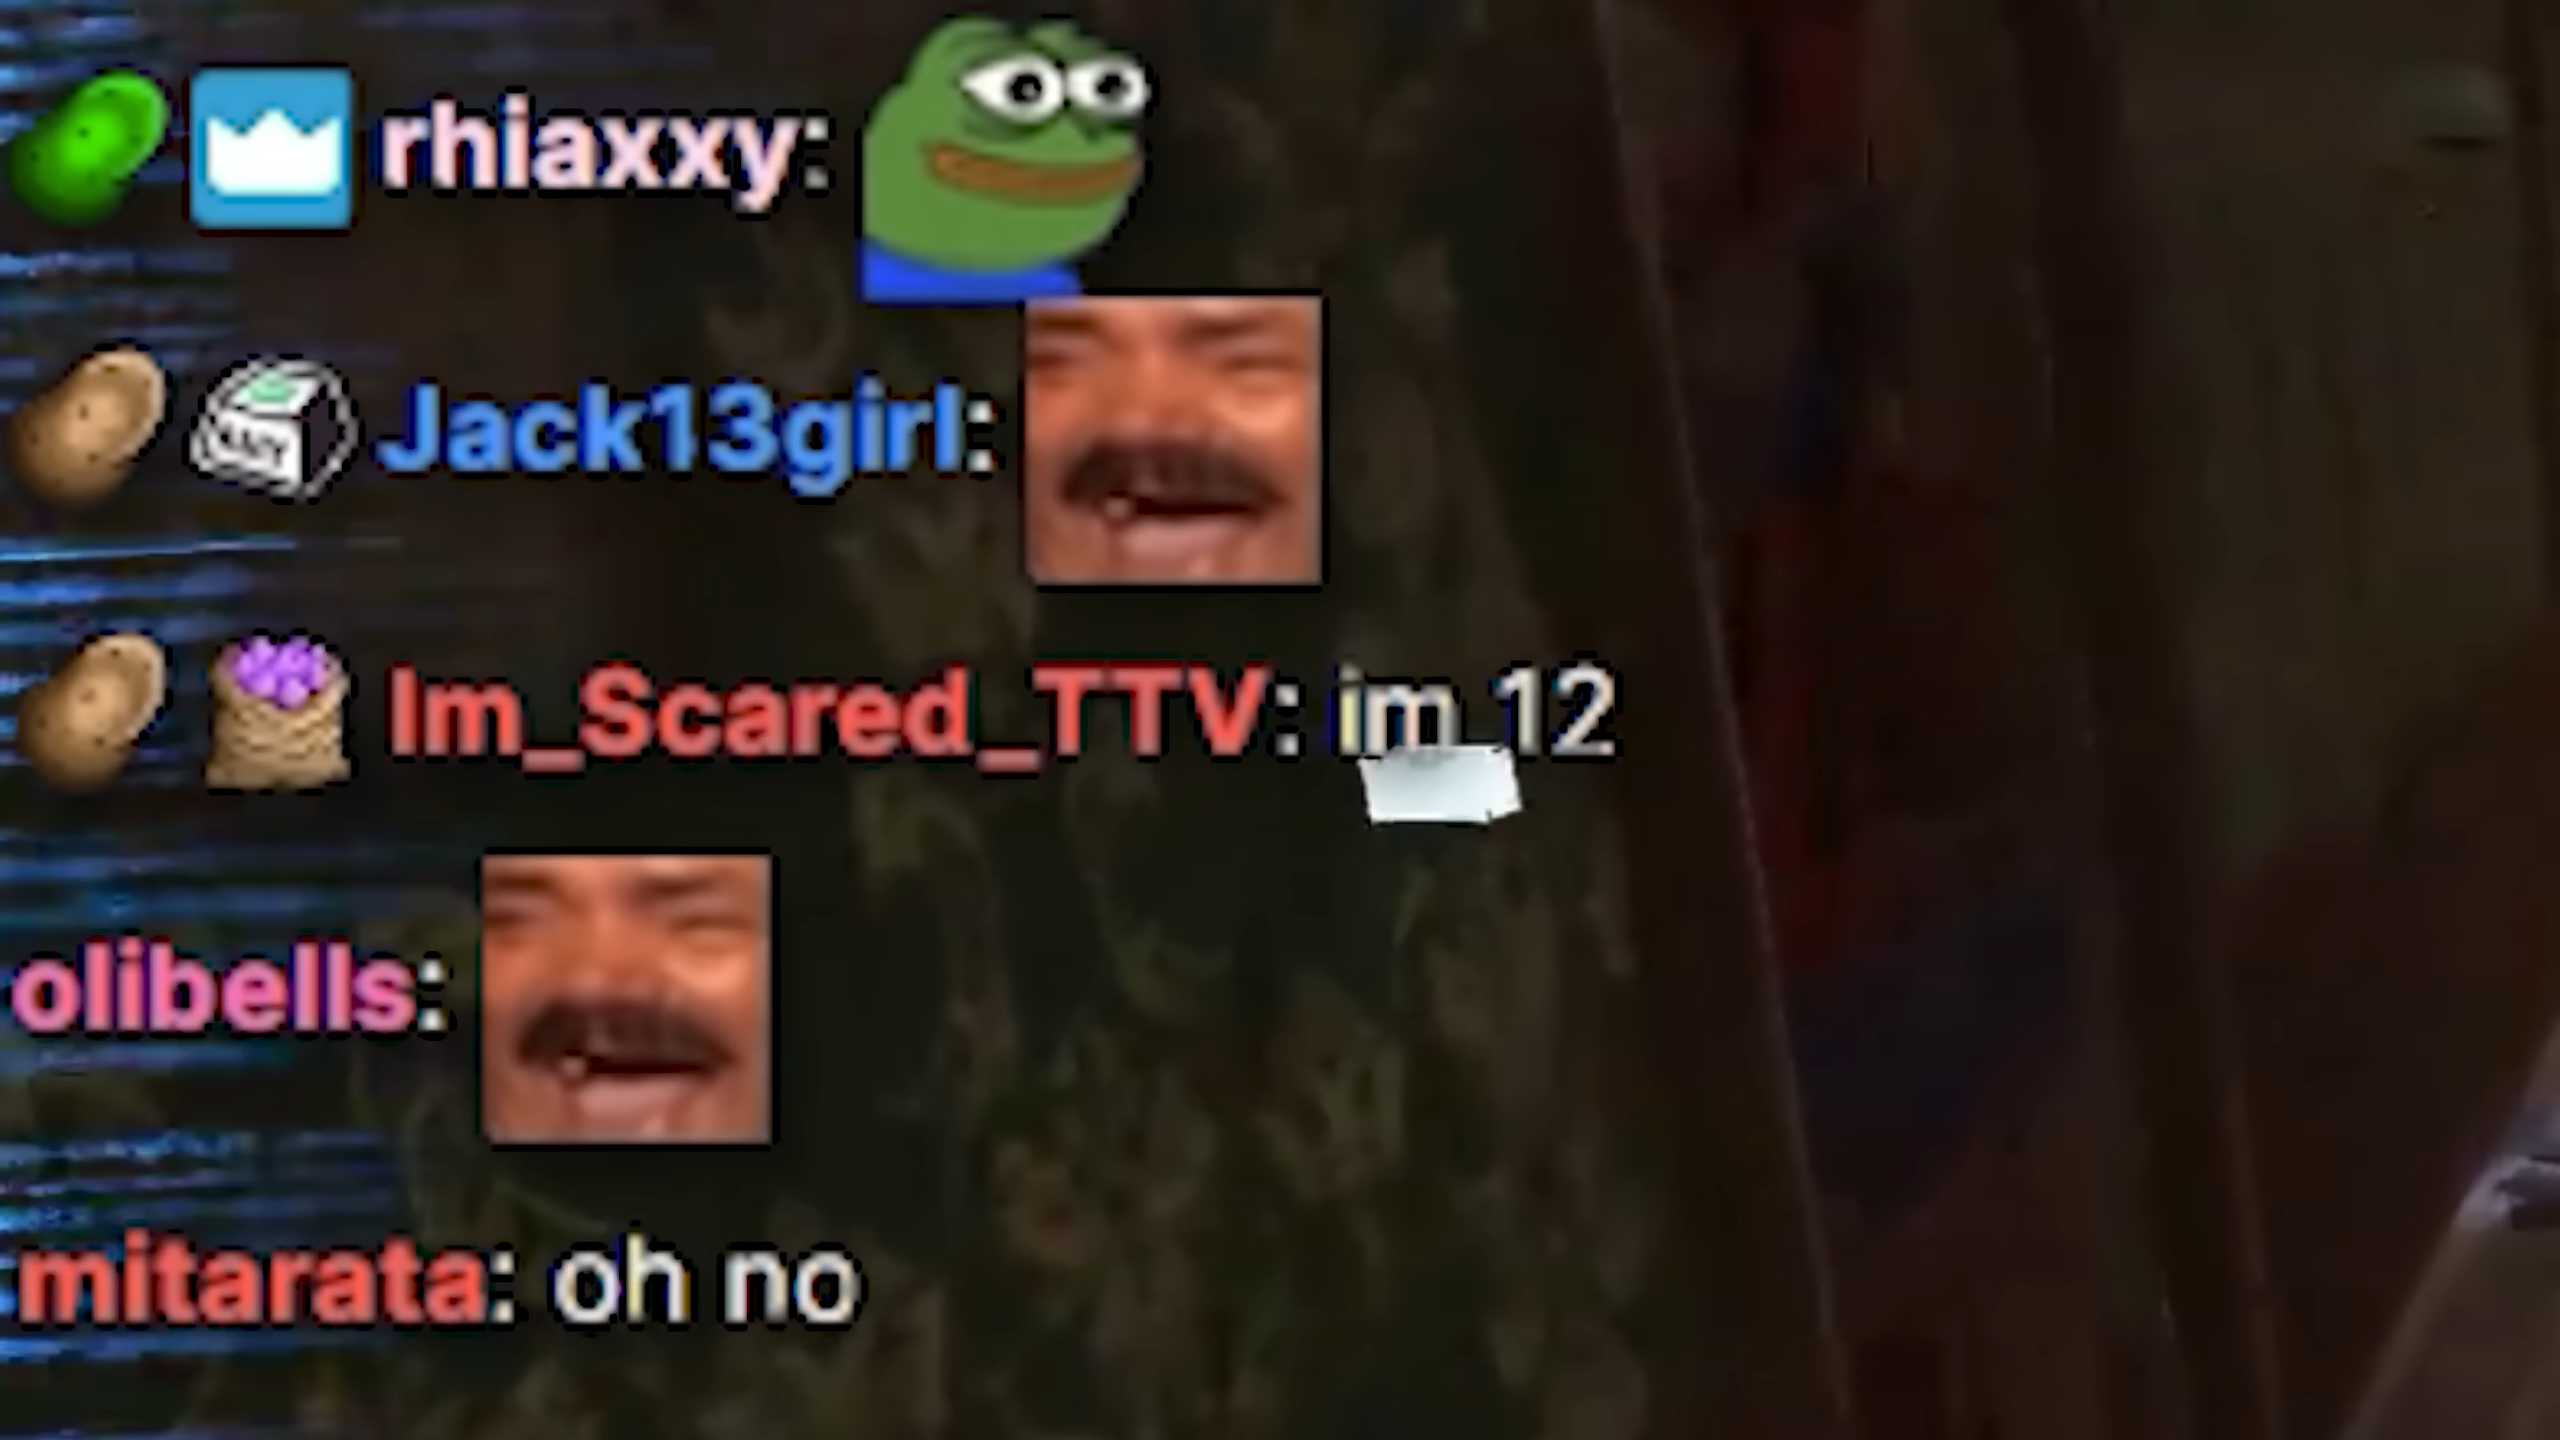 rhiaxxy:
Jack13girl:
Im_Scared_TTV: im 12
olibells:
mitarata: oh no